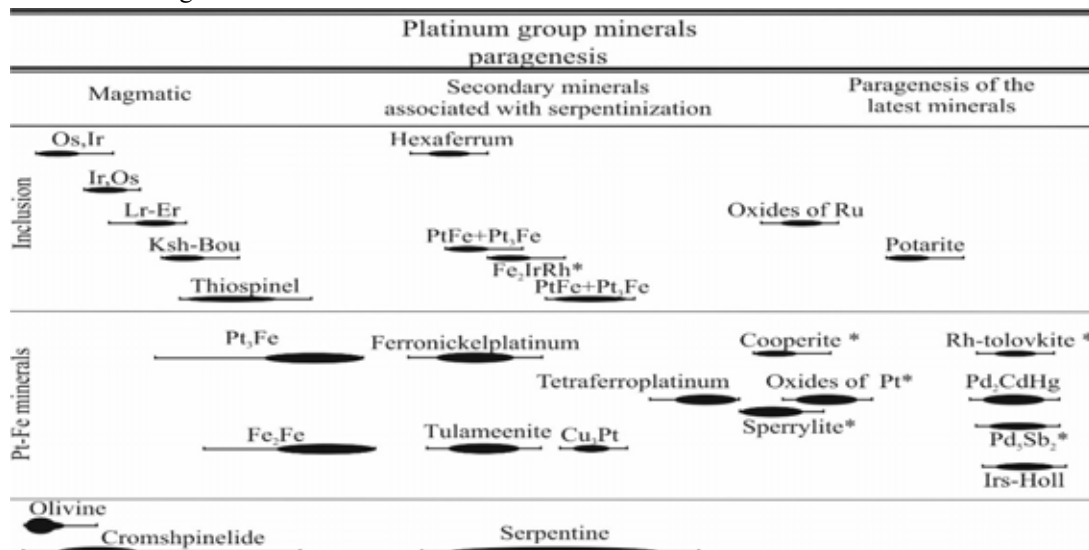 Platinum group minerals
paragenesis
Magmatic
Secondary minerals
associated with serpentinization
Paragenesis of the
latest minerals
Inclusion
Os,Ir
Hexaferrum
Ir,Os
Lr-Er
Oxides of Ru
Ksh-Bou
PtFe+Pt₃Fe
Potarite
Fe₂IrRh*
Thiospinel
PtFe+Pt₃Fe
Pt-Fe minerals
Pt₃Fe
Ferronickelplatinum
Cooperite *
Rh-tolovkite *
Tetraferroplatinum
Oxides of Pt*
Pd₂CdHg
Fe₂Fe
Tulameenite
Cu₃Pt
Sperrylite*
Pd₅Sb₂*
Irs-Holl
Olivine
Cromshpinelide
Serpentine